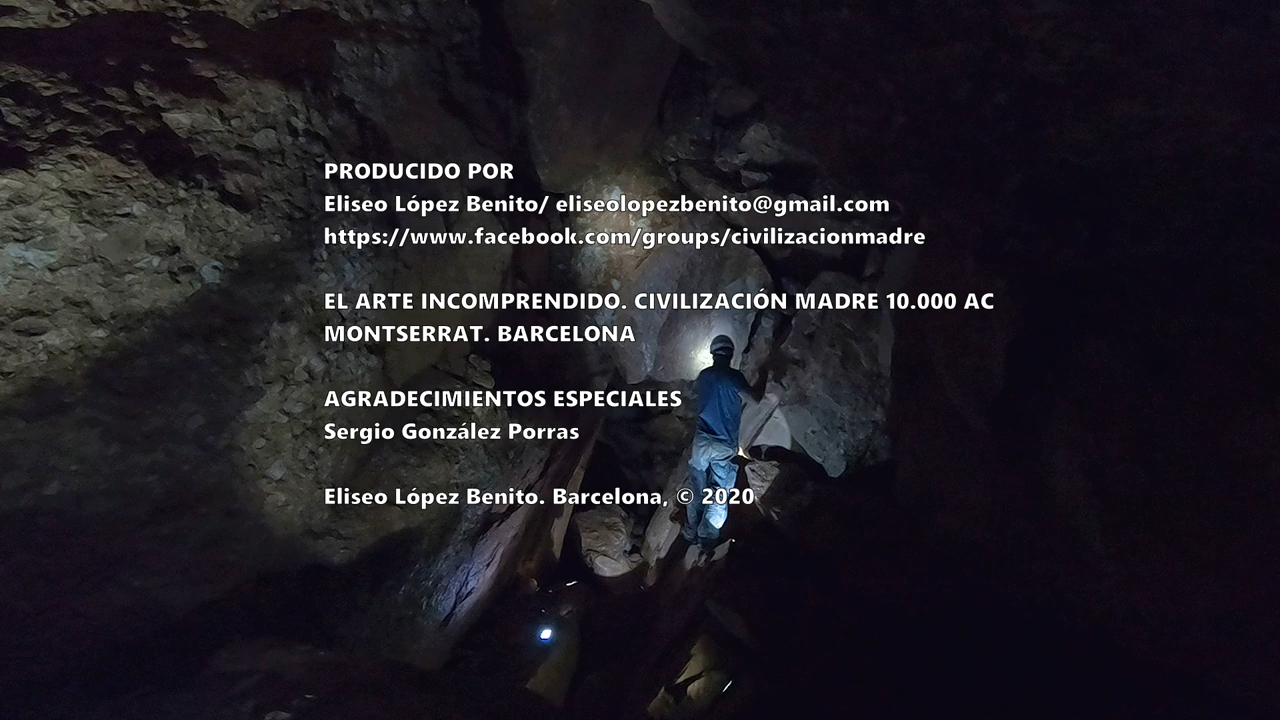 PRODUCIDO POR
Eliseo López Benito/ eliseolopezbenito@gmail.com
https://www.facebook.com/groups/civilizacionmadre
EL ARTE INCOMPRENDIDO. CIVILIZACIÓN MADRE 10.000 AC
MONTSERRAT. BARCELONA
AGRADECIMIENTOS ESPECIALES
Sergio González Porras
Eliseo López Benito. Barcelona, © 2020